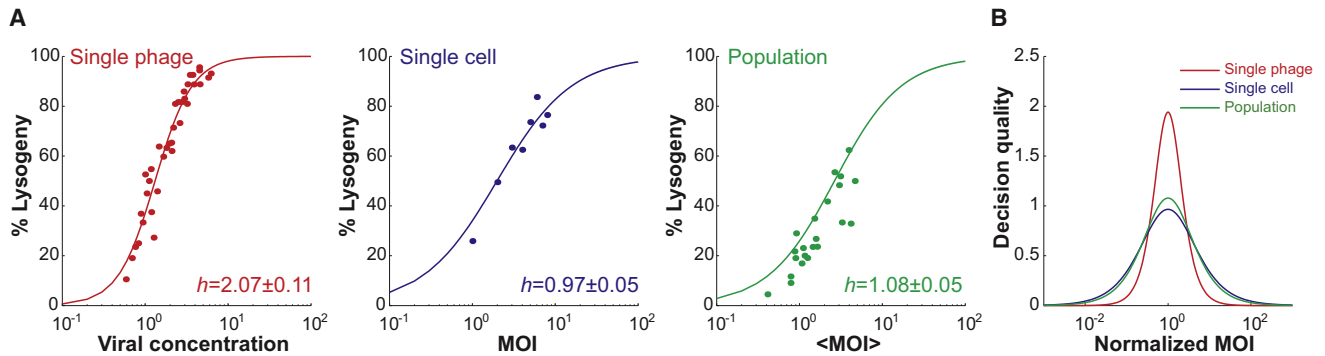 A
B
Single phage
Single cell
Population
% Lysogeny
100
80
60
40
20
0
h=2.07±0.11
10⁻¹ 10⁰ 10¹ 10²
Viral concentration
% Lysogeny
100
80
60
40
20
0
h=0.97±0.05
10⁻¹ 10⁰ 10¹ 10²
MOI
% Lysogeny
100
80
60
40
20
0
h=1.08±0.05
10⁻¹ 10⁰ 10¹ 10²
<MOI>
Decision quality
2.5
2
1.5
1
0.5
0
Single phage
Single cell
Population
10⁻² 10⁰ 10²
Normalized MOI